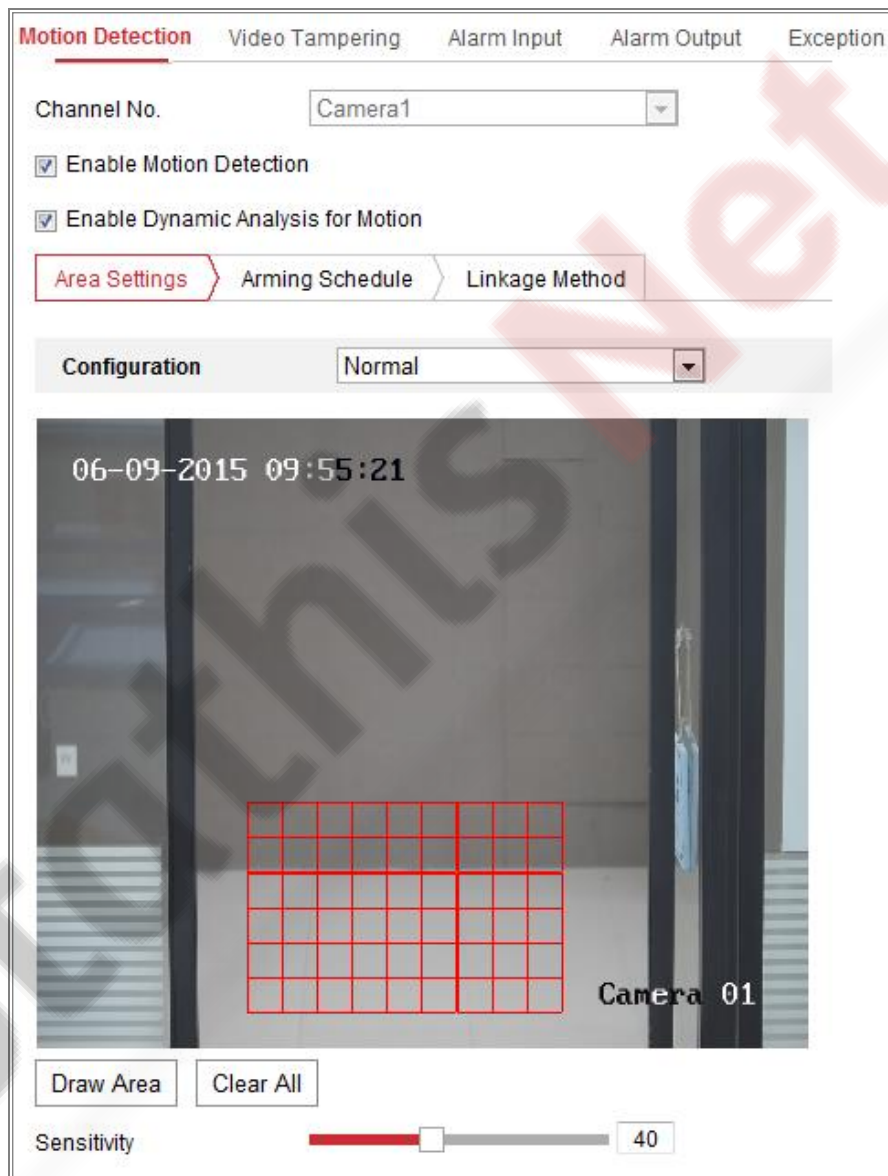 Motion Detection Video Tampering Alarm Input Alarm Output Exception
Channel No. Camera1
Enable Motion Detection
Enable Dynamic Analysis for Motion
Area Settings Arming Schedule Linkage Method
Configuration Normal
06-09-2015 09:55:21
Camera 01
Draw Area Clear All
Sensitivity 40